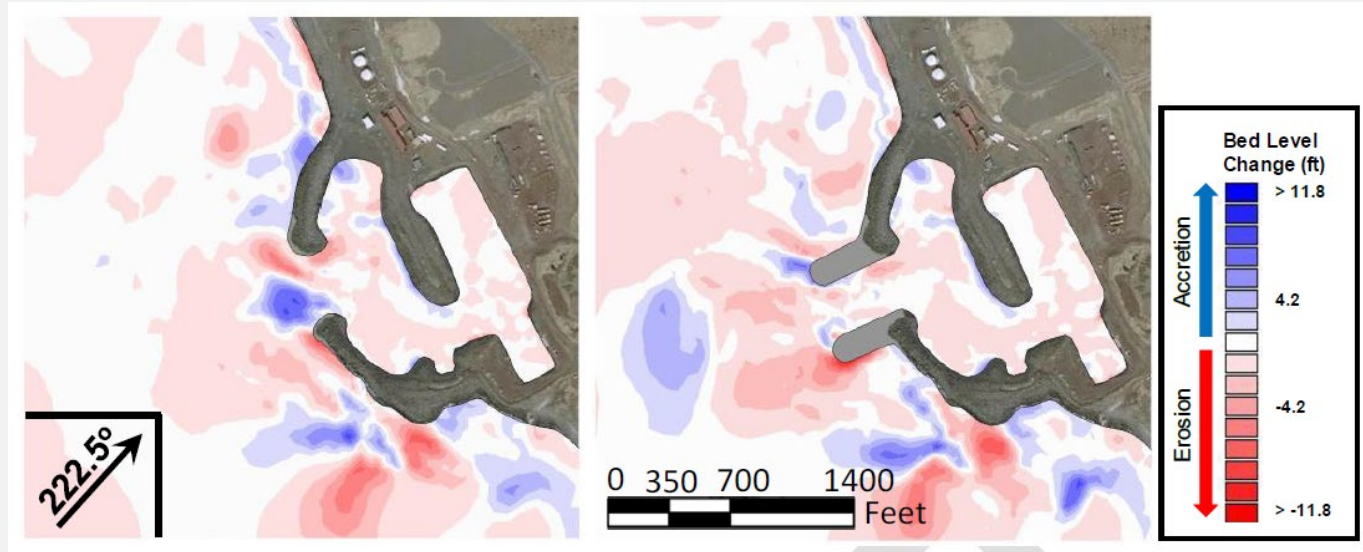 222.5º
0 350 700 1400
Feet
Bed Level
Change (ft)
> 11.8
Accretion
4.2
Erosion
-4.2
> -11.8